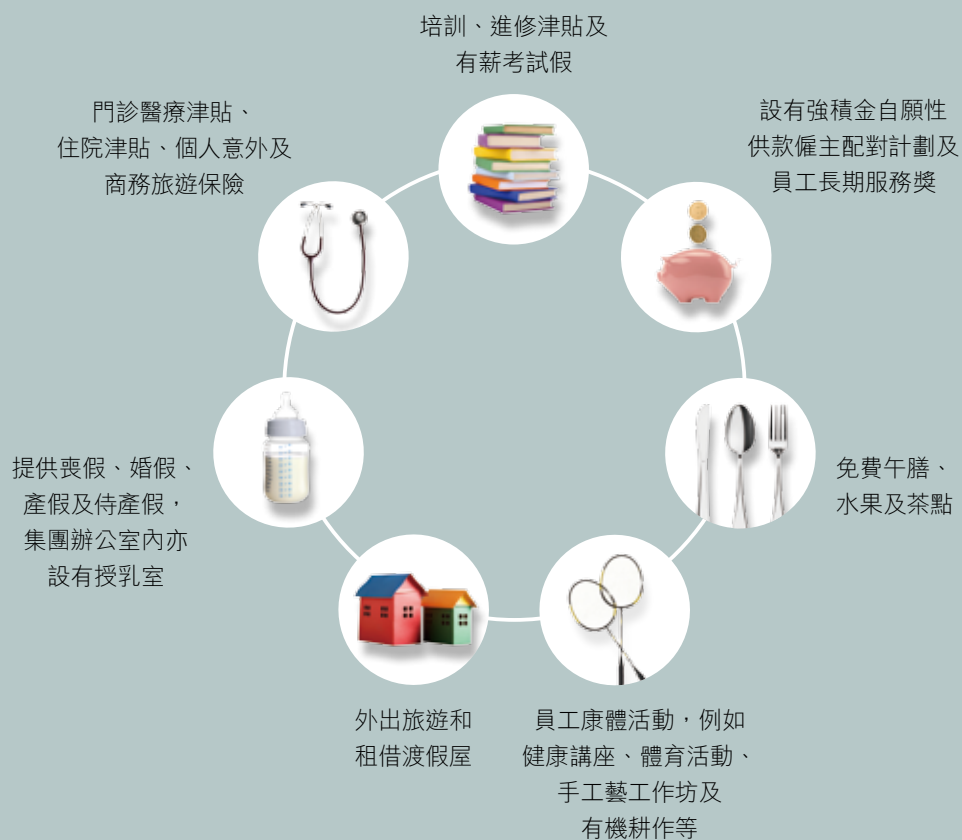 培訓、進修津貼及
有薪考試假
設有強積金自願性
供款僱主配對計劃及
員工長期服務獎
免費午膳、
水果及茶點
員工康體活動，例如
健康講座、體育活動、
手工藝工作坊及
有機耕作等
外出旅遊和
租借渡假屋
提供喪假、婚假、
產假及侍產假，
集團辦公室內亦
設有授乳室
門診醫療津貼、
住院津貼、個人意外及
商務旅遊保險